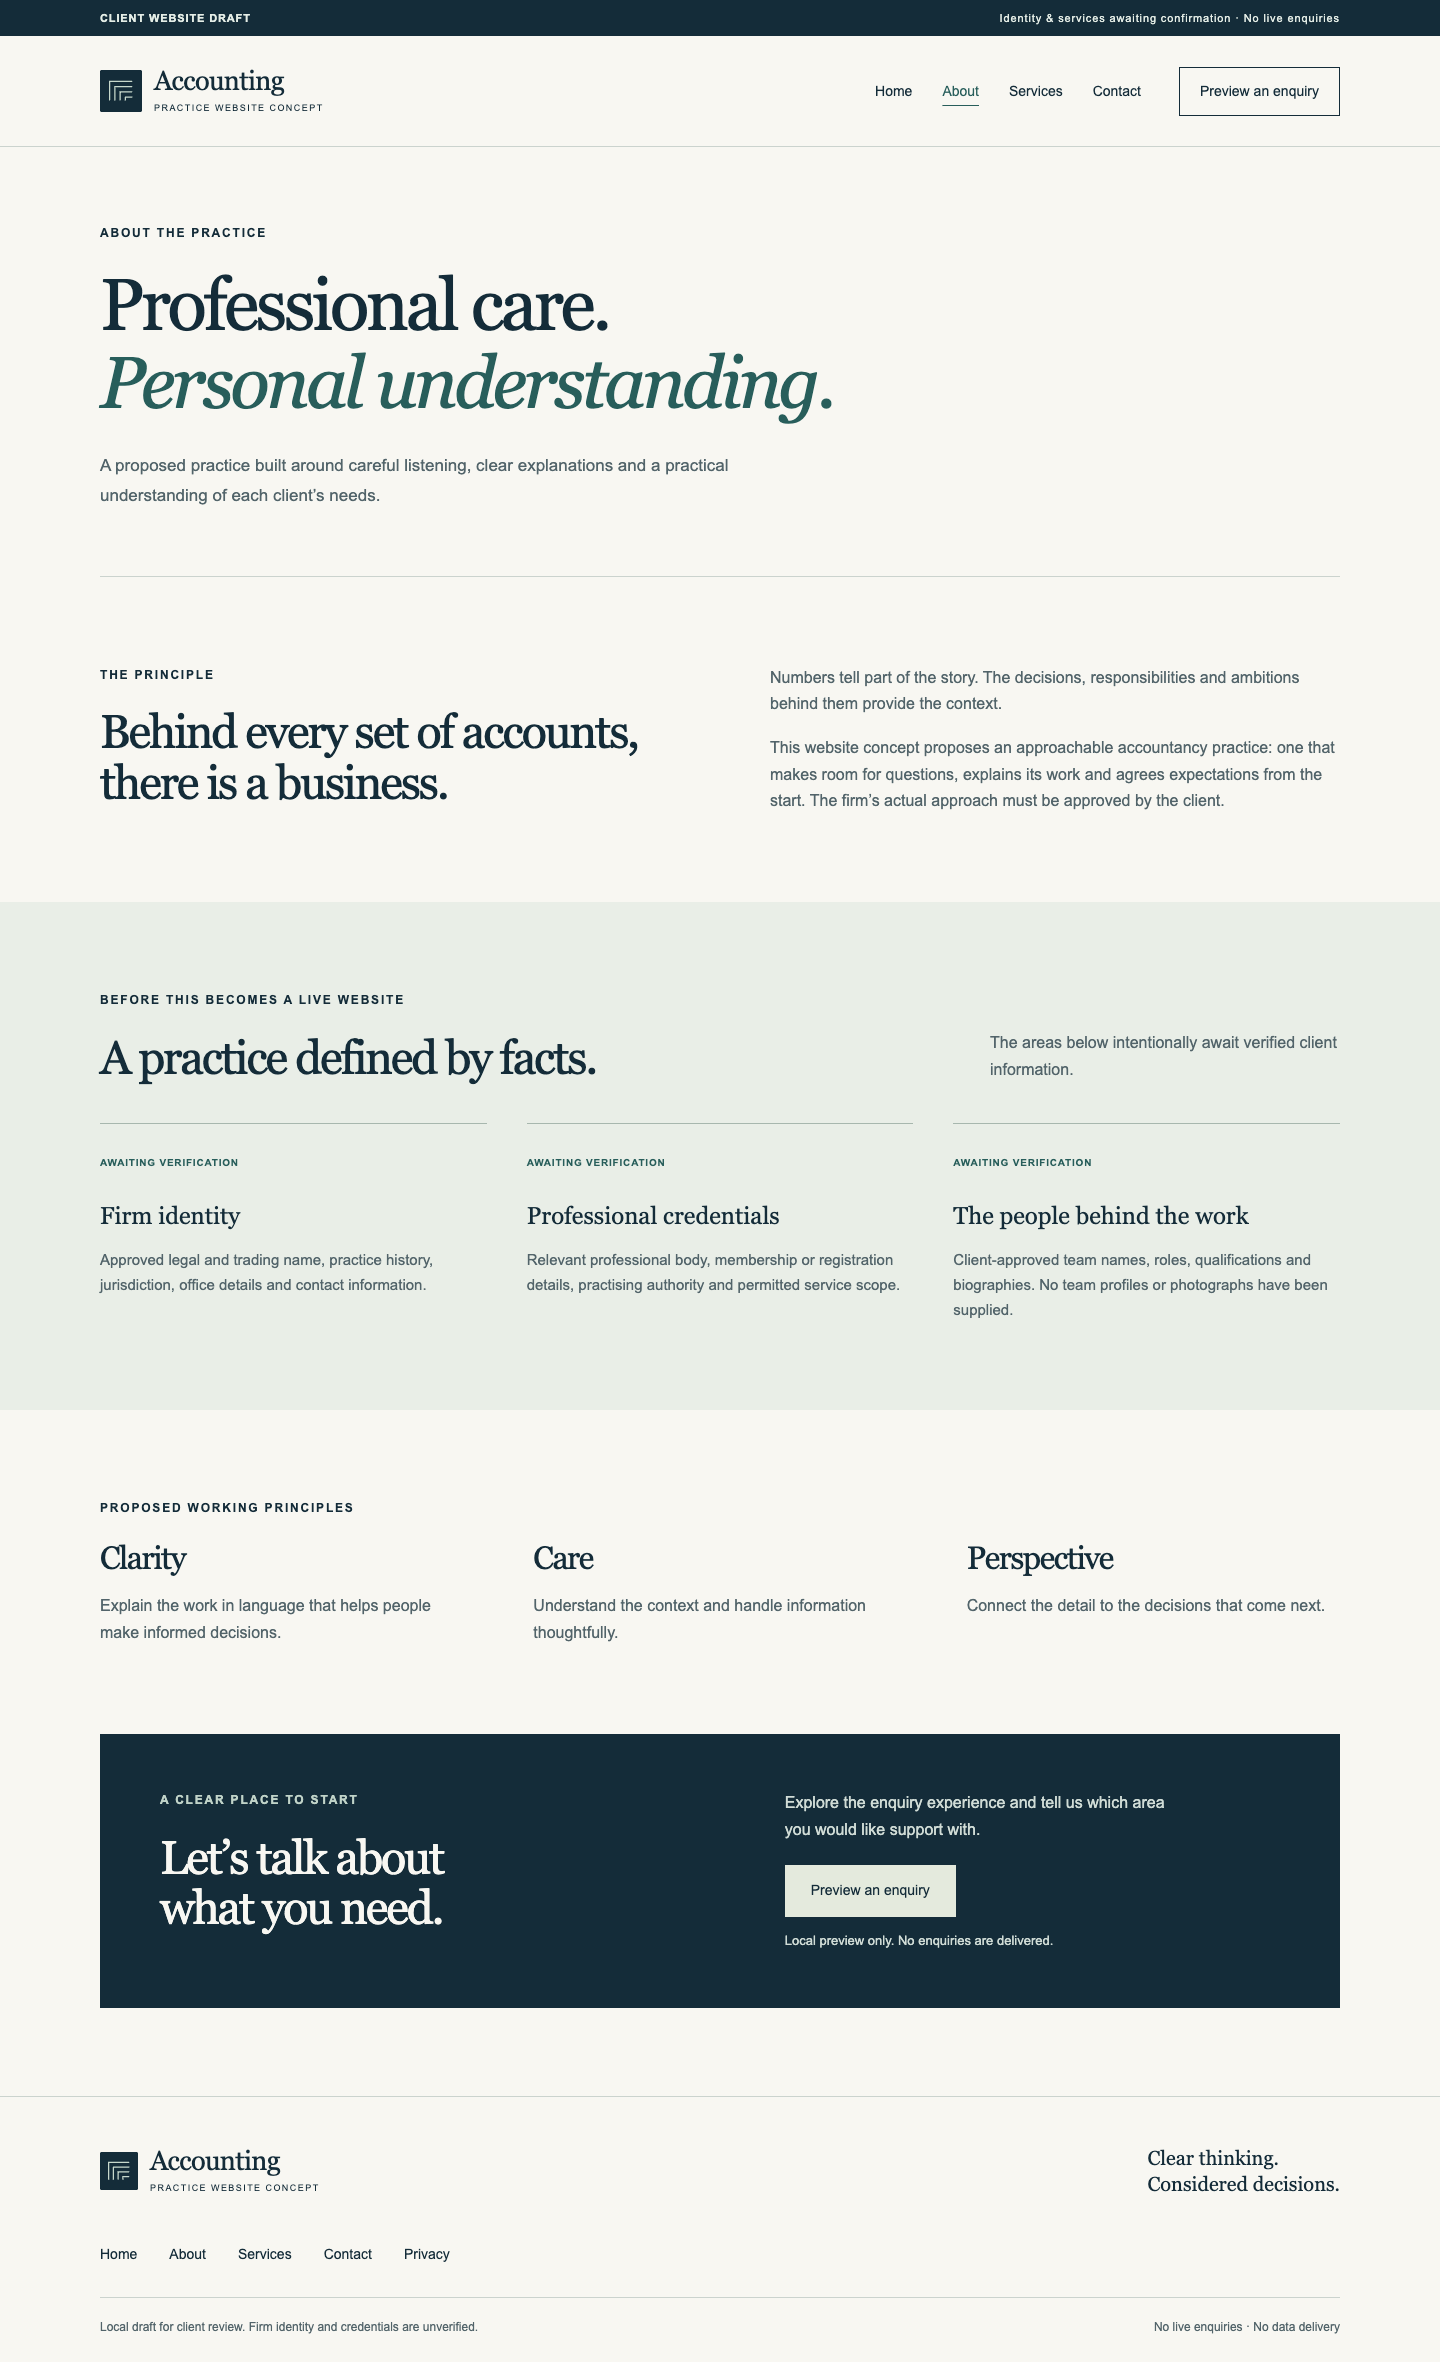 CLIENT WEBSITE DRAFT
Identity & services awaiting confirmation · No live enquiries
Accounting
PRACTICE WEBSITE CONCEPT
Home
About
Services
Contact
Preview an enquiry
ABOUT THE PRACTICE
Professional care.
Personal understanding.
A proposed practice built around careful listening, clear explanations and a practical
understanding of each client’s needs.
THE PRINCIPLE
Behind every set of accounts,
there is a business.
Numbers tell part of the story. The decisions, responsibilities and ambitions
behind them provide the context.
This website concept proposes an approachable accountancy practice: one that
makes room for questions, explains its work and agrees expectations from the
start. The firm’s actual approach must be approved by the client.
BEFORE THIS BECOMES A LIVE WEBSITE
A practice defined by facts.
The areas below intentionally await verified client
information.
AWAITING VERIFICATION
Firm identity
Approved legal and trading name, practice history,
jurisdiction, office details and contact information.
AWAITING VERIFICATION
Professional credentials
Relevant professional body, membership or registration
details, practising authority and permitted service scope.
AWAITING VERIFICATION
The people behind the work
Client-approved team names, roles, qualifications and
biographies. No team profiles or photographs have been
supplied.
PROPOSED WORKING PRINCIPLES
Clarity
Explain the work in language that helps people
make informed decisions.
Care
Understand the context and handle information
thoughtfully.
Perspective
Connect the detail to the decisions that come next.
A CLEAR PLACE TO START
Let’s talk about
what you need.
Explore the enquiry experience and tell us which area
you would like support with.
Preview an enquiry
Local preview only. No enquiries are delivered.
Accounting
PRACTICE WEBSITE CONCEPT
Clear thinking.
Considered decisions.
Home
About
Services
Contact
Privacy
Local draft for client review. Firm identity and credentials are unverified.
No live enquiries · No data delivery